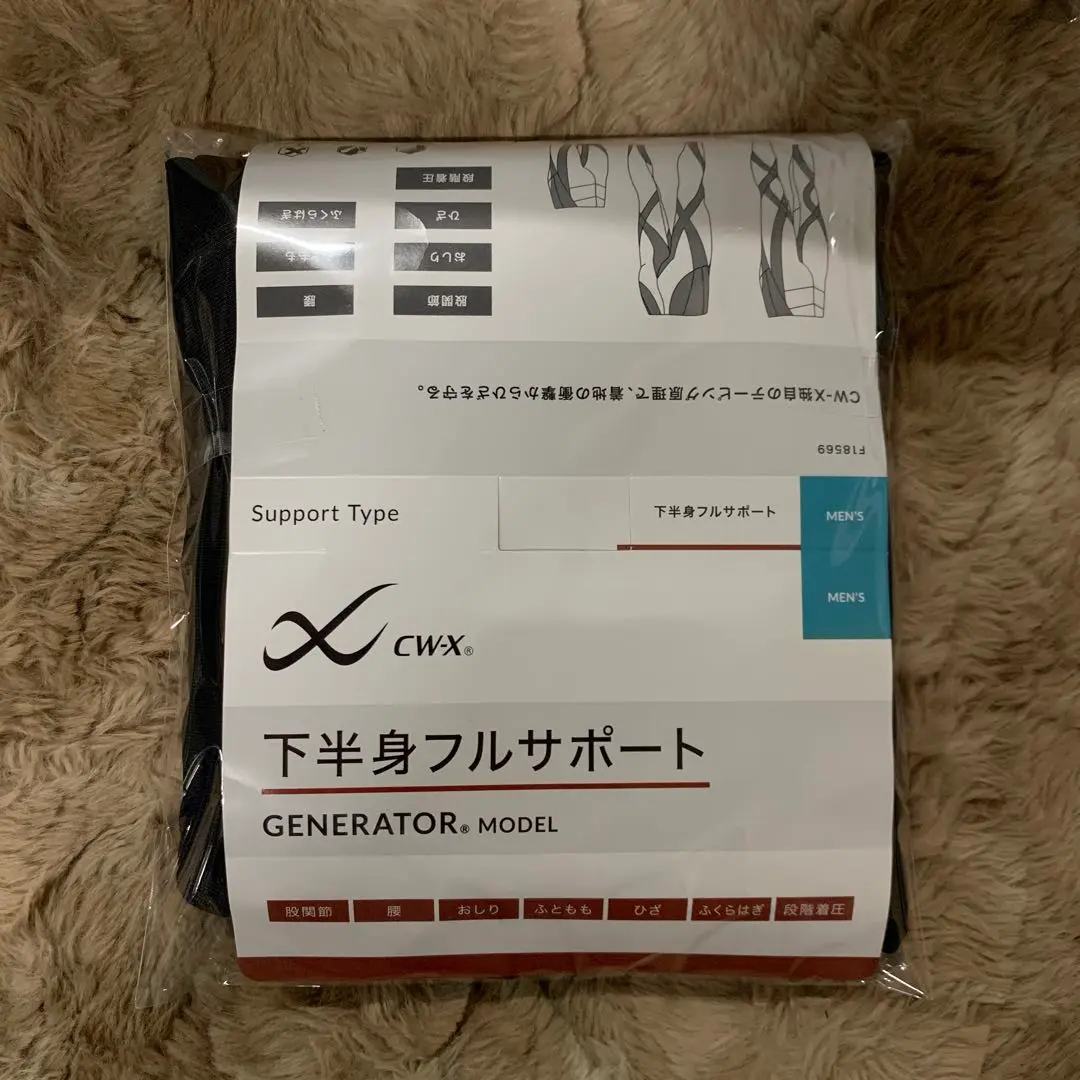 段階着圧
ふくらはぎ
ひざ
もも
おしり
腰
股関節
CW-X独自のテーピング原理で、着地の衝撃からひざを守る。
F18569
Support Type
下半身フルサポート
MEN'S
MEN'S
CW-X®
下半身フルサポート
GENERATOR® MODEL
股関節 腰 おしり ふともも ひざ ふくらはぎ 段階着圧